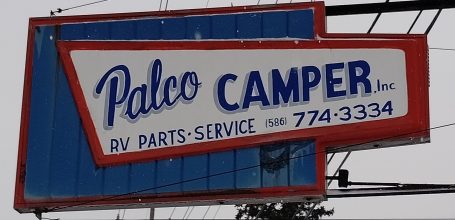 Palco CAMPER.Inc
RV PARTS·SERVICE (586) 774·3334